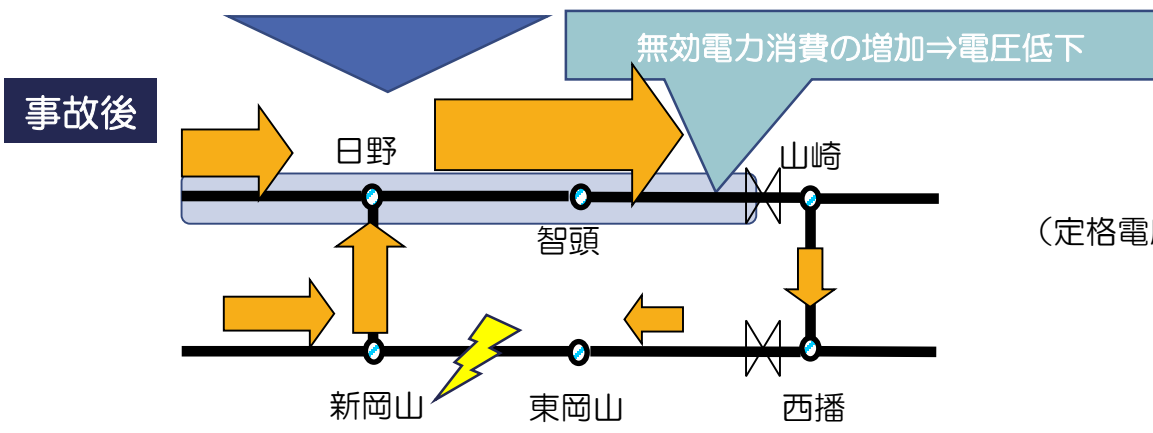 無効電力消費の増加⇒電圧低下
事故後
日野
山崎
智頭
（定格電
新岡山
東岡山
西播